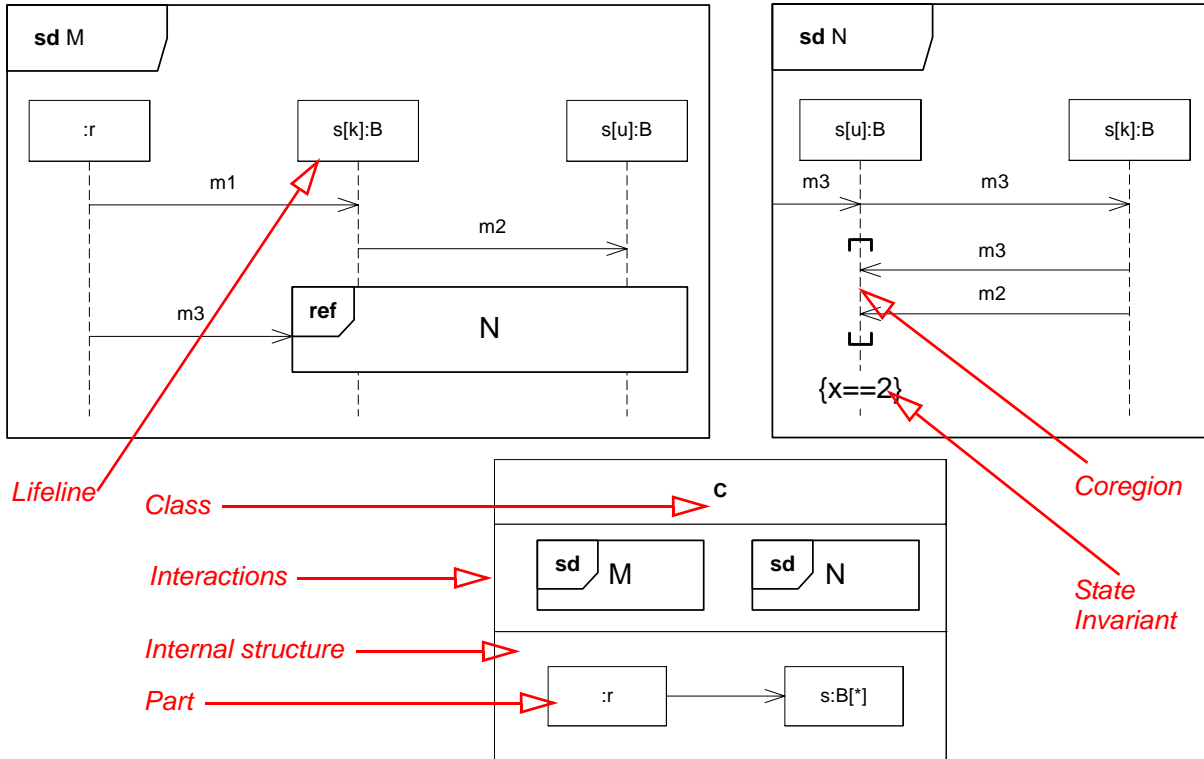 sd M
:r
s[k]:B
s[u]:B
m1
m2
m3
ref
N
sd N
s[u]:B
s[k]:B
m3
m3
m3
m2
{x==2}
Lifeline
Coregion
State
Invariant
Class
C
Interactions
sd M
sd N
Internal structure
Part
:r
s:B[*]